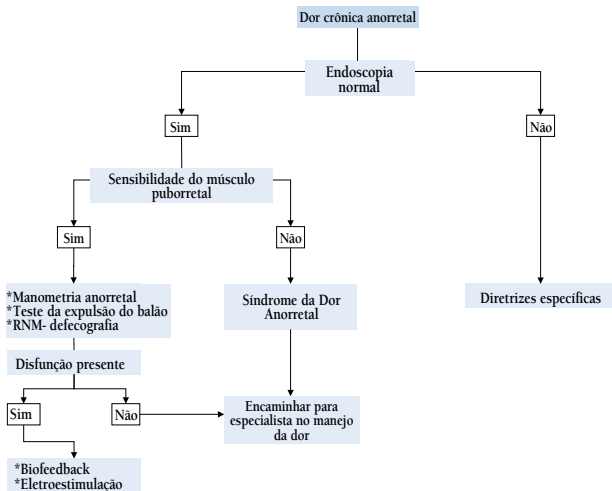 Dor crônica anorretal
Endoscopia
normal
Sim
Não
Sensibilidade do músculo
puborretal
Sim
Não
*Manometria anorretal
*Teste da expulsão do balão
*RNM- defecografia
Síndrome da Dor
Anorretal
Diretrizes específicas
Disfunção presente
Sim
Não
Encaminhar para
especialista no manejo
da dor
*Biofeedback
*Eletroestimulação